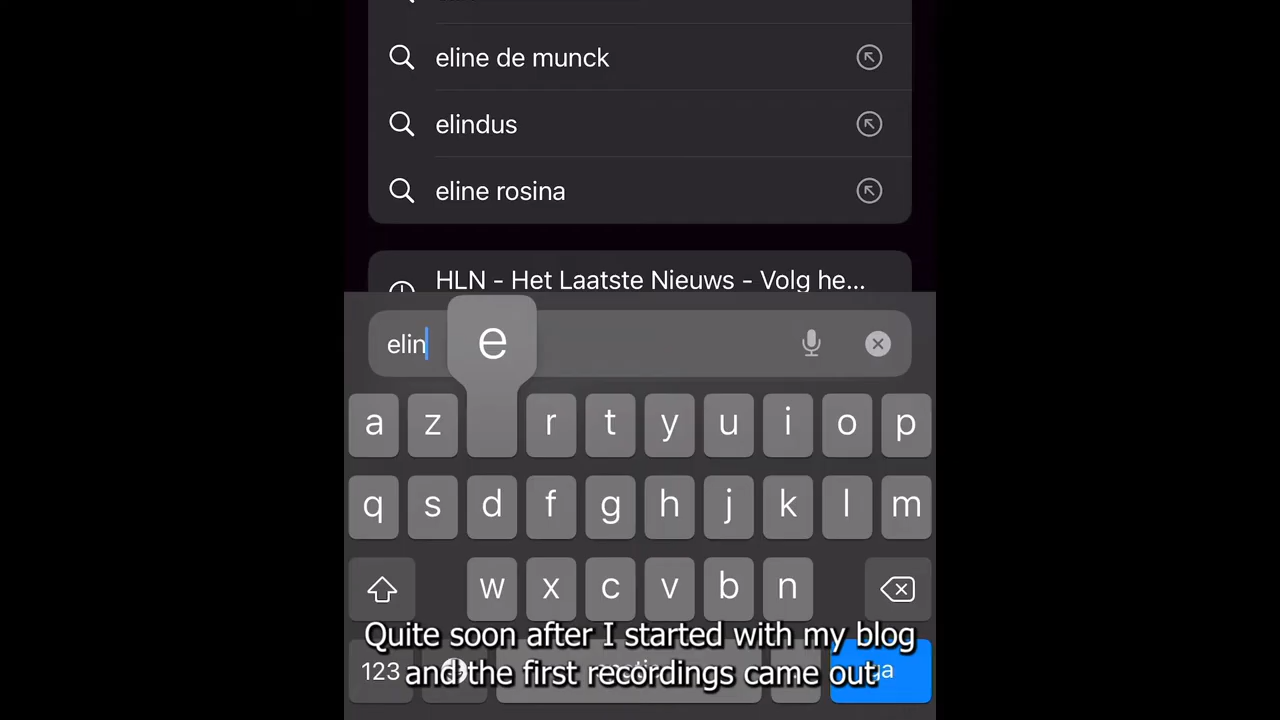 eline de munck
elindus
eline rosina
HLN - Het Laatste Nieuws - Volg he...
elin
e
a z r t y u i o p
q s d f g h j k l m
w x c v b n
Quite soon after I started with my blog
123
and the first recordings came out